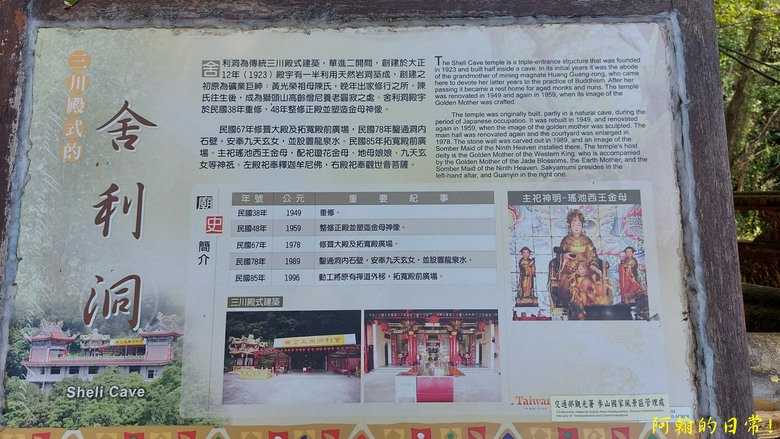 三川殿式的
舍利洞
Sheli Cave
舍利洞為傳統三川殿式建築，單進二開間，創建於大正
12年（1923）殿宇有一半利用天然岩洞築成，創建之
初原為礦業巨紳、黃光榮祖母陳氏，晚年出家修行之所。陳
氏往生後，成為獅頭山高齡僧尼養老靜寂之處。舍利洞殿宇
於民國38年重修，48年整修正殿並塑造金母神像。
民國67年修葺大殿及拓寬殿前廣場，民國78年鑿通洞內
石壁，安奉九天玄女，並設置龍泉水。民國85年拓寬殿前廣
場。主祀瑤池西王金母，配祀瓊花金母、地母娘娘、九天玄
女等神祇。左殿祀奉釋迦牟尼佛，右殿祀奉觀世音菩薩。
The Sheli Cave temple is a triple-entrance structure that was founded
in 1923 and built half inside a cave. In its initial years it was the abode
of the grandmother of mining magnate Huang Guang-rong, who came
here to devote her latter years to the practice of Buddhism. After her
passing it became a rest home for aged monks and nuns. The temple
was renovated in 1949 and again in 1959, when its image of the
Golden Mother was crafted.
The temple was originally built, partly in a natural cave, during the
period of Japanese occupation. It was rebuilt in 1949, and renovated
again in 1959, when the image of the golden mother was sculpted. The
main hall was renovated again and the courtyard was enlarged in
1978. The stone wall was carved out in 1989, and an image of the
Somber Maid of the Ninth Heaven installed there. The temple's host
deity is the Golden Mother of the Western King, who is accompanied
by the Golden Mother of the Jade Blossoms, the Earth Mother, and the
Somber Maid of the Ninth Heaven. Sakyamuni presides in the
left-hand altar, and Guanyin in the right one.
廟史簡介
年號 公元 重要紀事
民國38年 1949 重修。
民國48年 1959 整修正殿並塑造金母神像。
民國67年 1978 修葺大殿及拓寬殿前廣場。
民國78年 1989 鑿通洞內石壁，安奉九天玄女，並設置龍泉水。
民國85年 1996 動工將原有禪道外移，拓寬殿前廣場。
主祀神明-瑤池西王金母
三川殿式建築
Taiwan
交通部觀光署 參山國家風景區管理處
阿翰的日常!